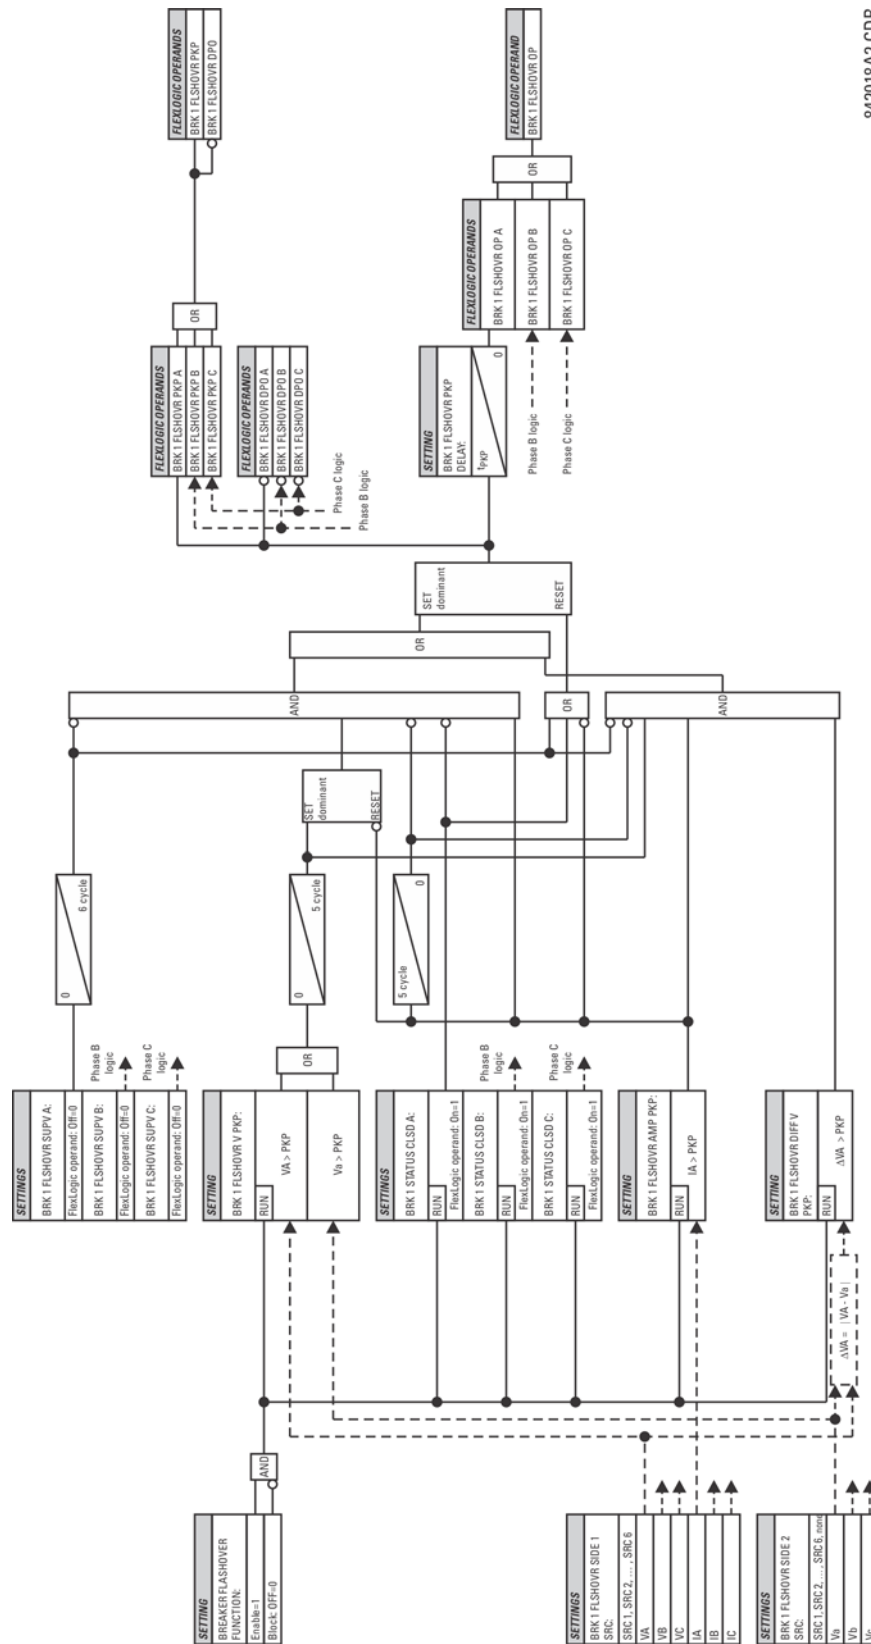 SETTING
BREAKER FLASHOVER
FUNCTION:
Enable=1
Block: OFF=0
AND
SETTINGS
BRK 1 FLSHOVR SIDE 1
SRC:
SRC 1, SRC 2, ... , SRC 6
VA
VB
VC
IA
IB
IC
SETTINGS
BRK 1 FLSHOVR SIDE 2
SRC:
SRC 1, SRC 2, ... , SRC 6, none
Va
Vb
Vc
SETTINGS
BRK 1 FLSHOVR SUPV A:
FlexLogic operand: Off=0
BRK 1 FLSHOVR SUPV B:
FlexLogic operand: Off=0
BRK 1 FLSHOVR SUPV C:
FlexLogic operand: Off=0
Phase B
logic
Phase C
logic
SETTING
BRK 1 FLSHOVR V PKP:
RUN
VA > PKP
Va > PKP
OR
SETTINGS
BRK 1 STATUS CLSD A:
RUN
FlexLogic operand: On=1
BRK 1 STATUS CLSD B:
RUN
FlexLogic operand: On=1
BRK 1 STATUS CLSD C:
RUN
FlexLogic operand: On=1
Phase B
logic
Phase C
logic
SETTING
BRK 1 FLSHOVR AMP PKP:
RUN
IA > PKP
SETTING
BRK 1 FLSHOVR DIFF V
PKP:
RUN
ΔVA > PKP
ΔVA = | VA - Va |
0
6 cycle
0
5 cycle
5 cycle
0
SET
dominant
RESET
AND
OR
AND
OR
SET
dominant
RESET
FLEXLOGIC OPERANDS
BRK 1 FLSHOVR PKP A
BRK 1 FLSHOVR PKP B
BRK 1 FLSHOVR PKP C
FLEXLOGIC OPERANDS
BRK 1 FLSHOVR DPO A
BRK 1 FLSHOVR DPO B
BRK 1 FLSHOVR DPO C
Phase C logic
Phase B logic
OR
SETTING
BRK 1 FLSHOVR PKP
DELAY:
tPKP
0
Phase B logic
Phase C logic
FLEXLOGIC OPERANDS
BRK 1 FLSHOVR OP A
BRK 1 FLSHOVR OP B
BRK 1 FLSHOVR OP C
OR
FLEXLOGIC OPERANDS
BRK 1 FLSHOVR PKP
BRK 1 FLSHOVR DPO
FLEXLOGIC OPERAND
BRK 1 FLSHOVR OP
842018A2.CDR